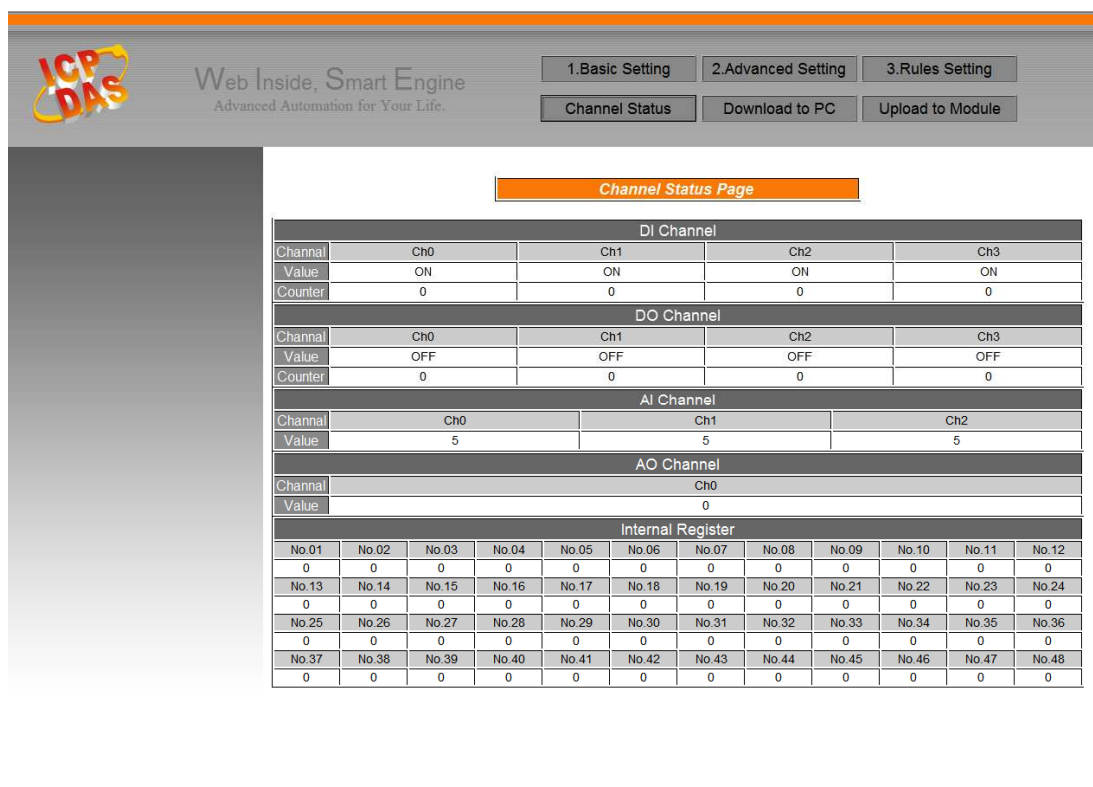 ICP
DAS
Web Inside, Smart Engine
Advanced Automation for Your Life.
1.Basic Setting 2.Advanced Setting 3.Rules Setting
Channel Status Download to PC Upload to Module
Channel Status Page
DI Channel
Channal Ch0 Ch1 Ch2 Ch3
Value ON ON ON ON
Counter 0 0 0 0
DO Channel
Channal Ch0 Ch1 Ch2 Ch3
Value OFF OFF OFF OFF
Counter 0 0 0 0
AI Channel
Channal Ch0 Ch1 Ch2
Value 5 5 5
AO Channel
Channal Ch0
Value 0
Internal Register
No.01 No.02 No.03 No.04 No.05 No.06 No.07 No.08 No.09 No.10 No.11 No.12
0 0 0 0 0 0 0 0 0 0 0 0
No.13 No.14 No.15 No.16 No.17 No.18 No.19 No.20 No.21 No.22 No.23 No.24
0 0 0 0 0 0 0 0 0 0 0 0
No.25 No.26 No.27 No.28 No.29 No.30 No.31 No.32 No.33 No.34 No.35 No.36
0 0 0 0 0 0 0 0 0 0 0 0
No.37 No.38 No.39 No.40 No.41 No.42 No.43 No.44 No.45 No.46 No.47 No.48
0 0 0 0 0 0 0 0 0 0 0 0